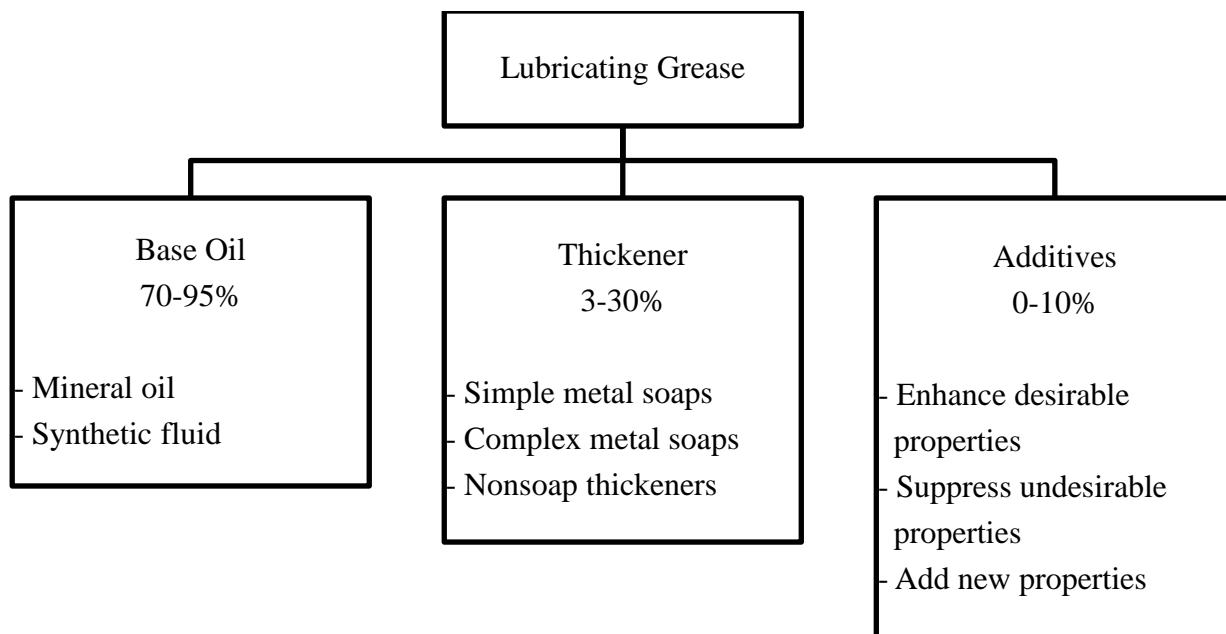 Lubricating Grease
Base Oil
70-95%
- Mineral oil
- Synthetic fluid
Thickener
3-30%
- Simple metal soaps
- Complex metal soaps
- Nonsoap thickeners
Additives
0-10%
- Enhance desirable
properties
- Suppress undesirable
properties
- Add new properties